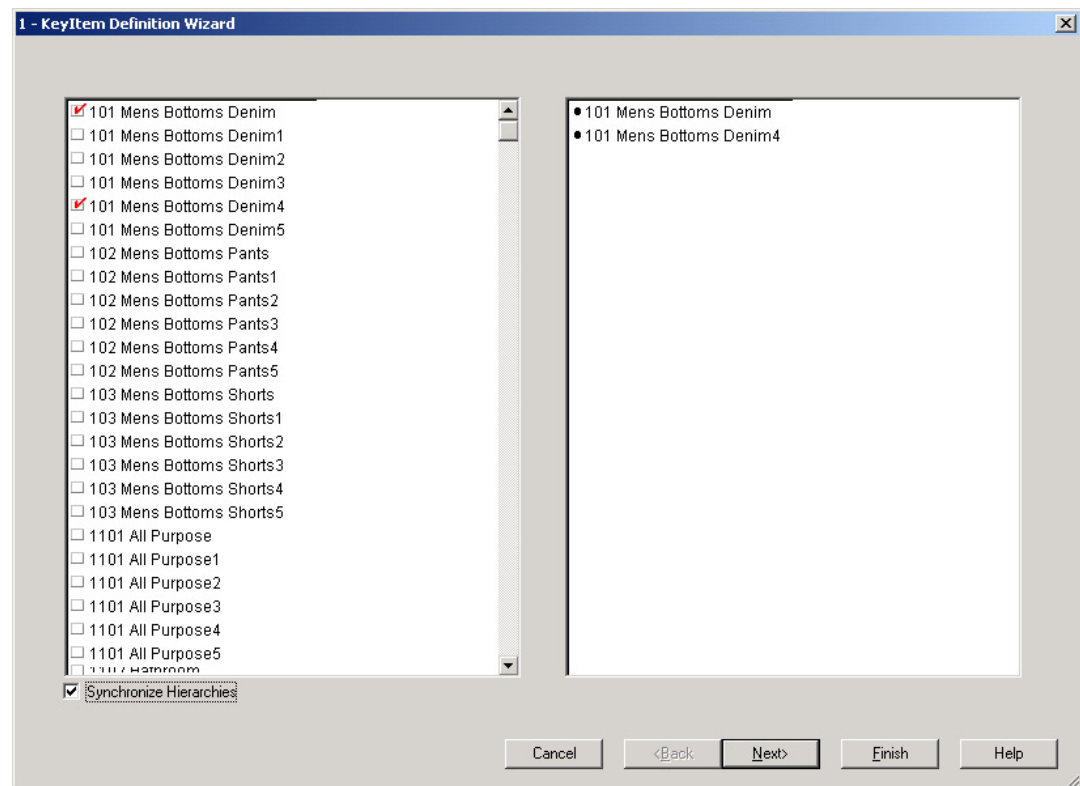 1 - KeyItem Definition Wizard
101 Mens Bottoms Denim
101 Mens Bottoms Denim1
101 Mens Bottoms Denim2
101 Mens Bottoms Denim3
101 Mens Bottoms Denim4
101 Mens Bottoms Denim5
102 Mens Bottoms Pants
102 Mens Bottoms Pants1
102 Mens Bottoms Pants2
102 Mens Bottoms Pants3
102 Mens Bottoms Pants4
102 Mens Bottoms Pants5
103 Mens Bottoms Shorts
103 Mens Bottoms Shorts1
103 Mens Bottoms Shorts2
103 Mens Bottoms Shorts3
103 Mens Bottoms Shorts4
103 Mens Bottoms Shorts5
1101 All Purpose
1101 All Purpose1
1101 All Purpose2
1101 All Purpose3
1101 All Purpose4
1101 All Purpose5
Bathroom
101 Mens Bottoms Denim
101 Mens Bottoms Denim4
Synchronize Hierarchies
Cancel
<Back
Next>
Finish
Help